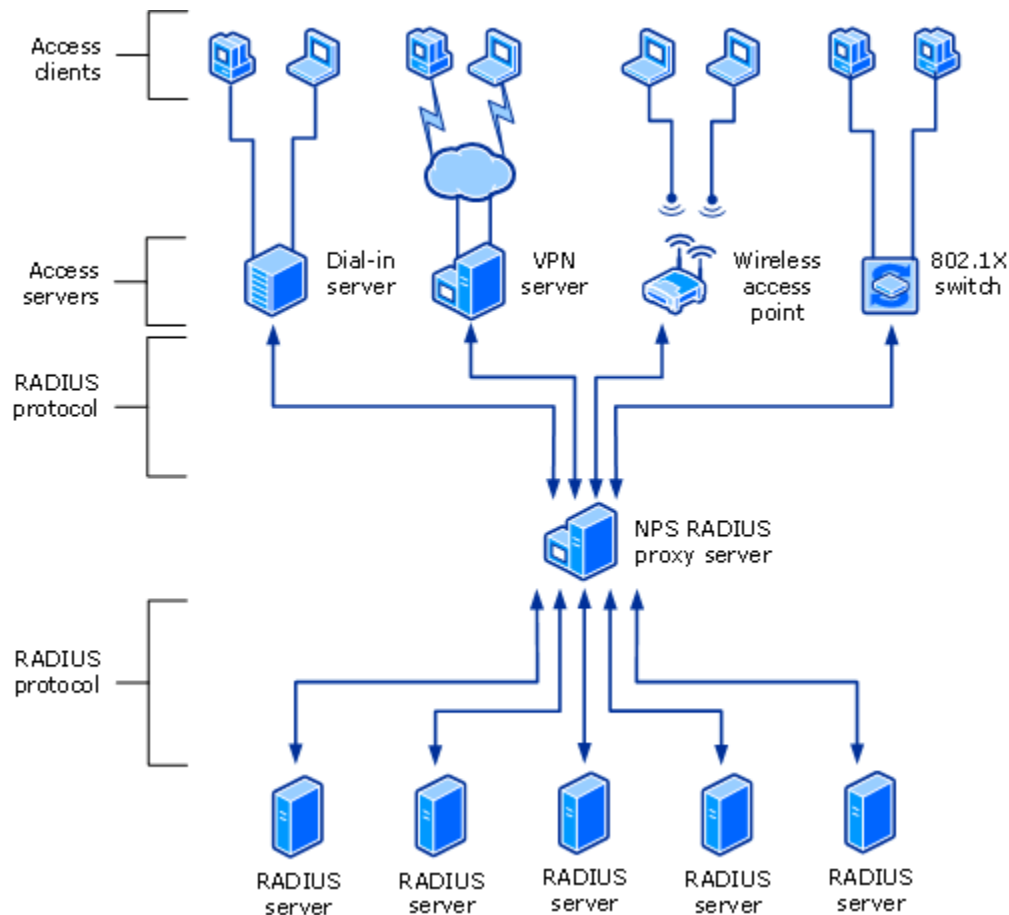 Access
clients
Access
servers
Dial-in
server
VPN
server
Wireless
access
point
802.1X
switch
RADIUS
protocol
NPS RADIUS
proxy server
RADIUS
protocol
RADIUS
server
RADIUS
server
RADIUS
server
RADIUS
server
RADIUS
server